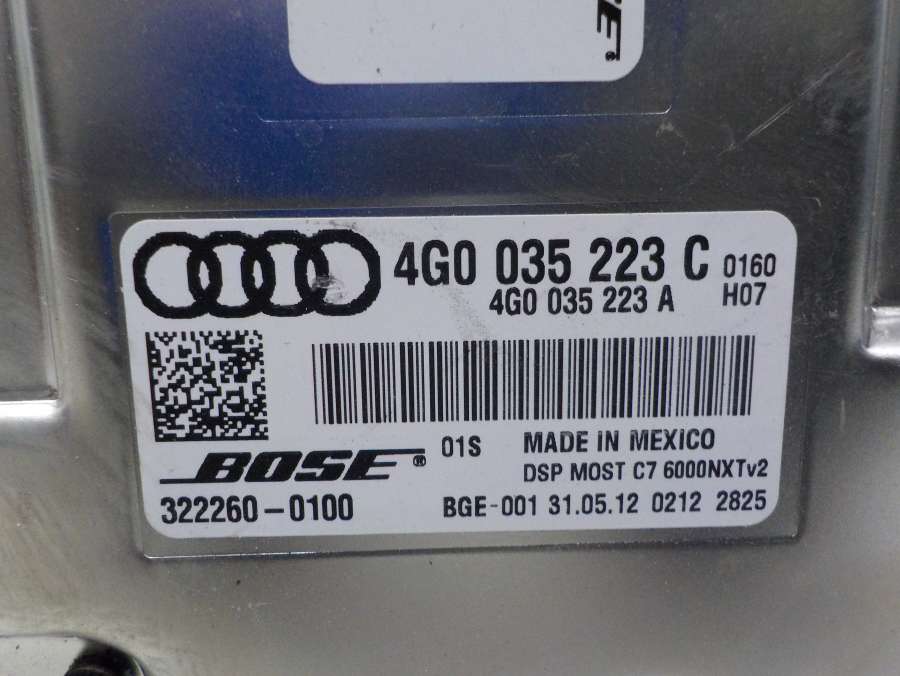 4G0 035 223 C 0160
4G0 035 223 A H07
BOSE® 01S MADE IN MEXICO
DSP MOST C7 6000NXTv2
322260-0100 BGE-001 31.05.12 0212 2825